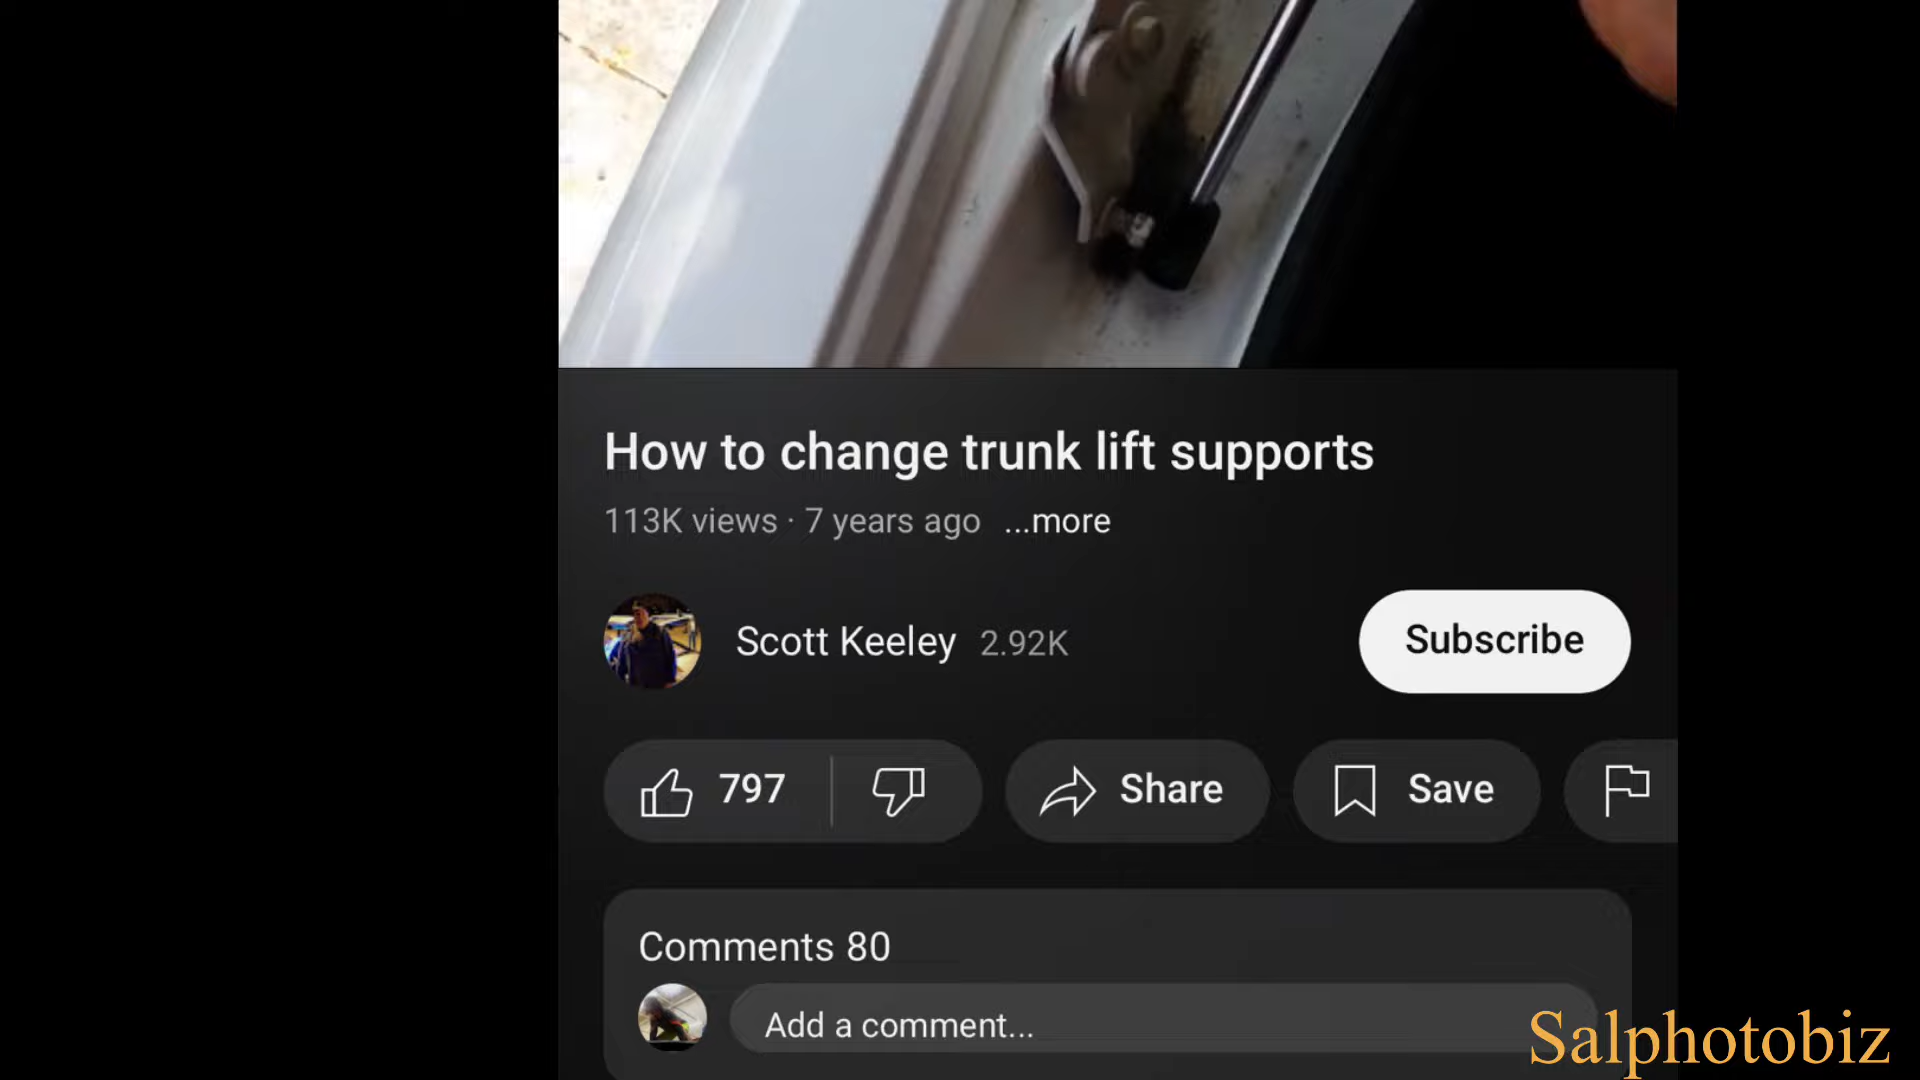 How to change trunk lift supports
113K views · 7 years ago ...more
Scott Keeley 2.92K
Subscribe
797
Share
Save
Comments 80
Add a comment...
Salphotobiz